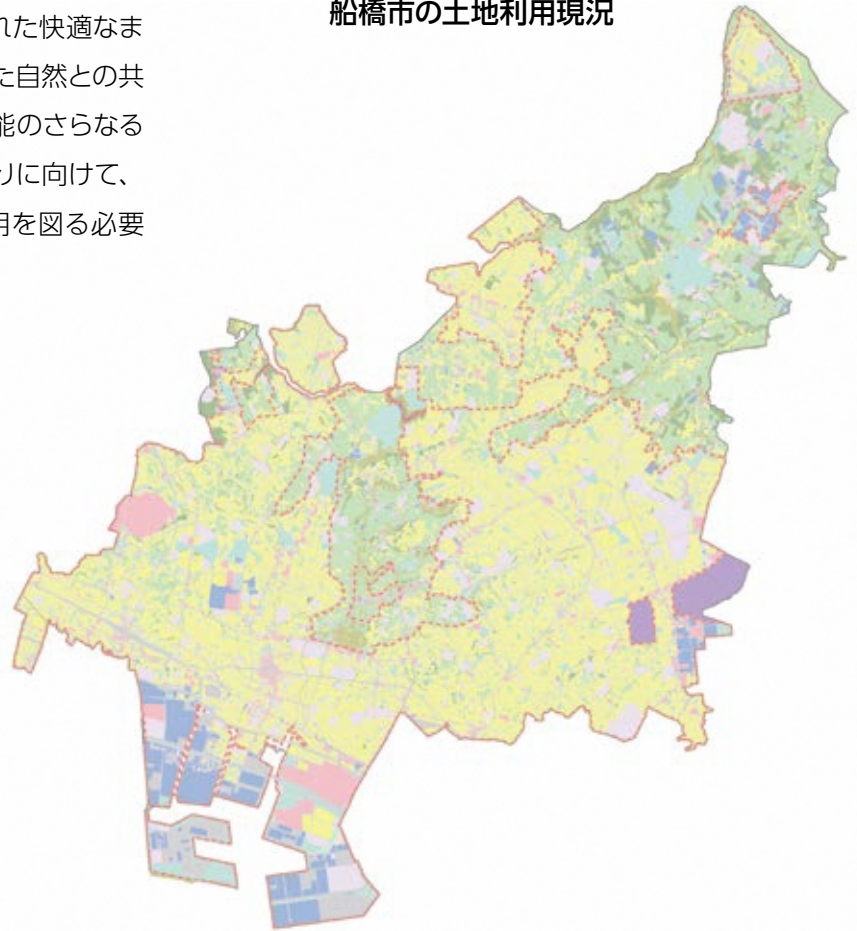 船橋市の土地利用現況
れた快適なま
た自然との共
能のさらなる
りに向けて、
用を図る必要